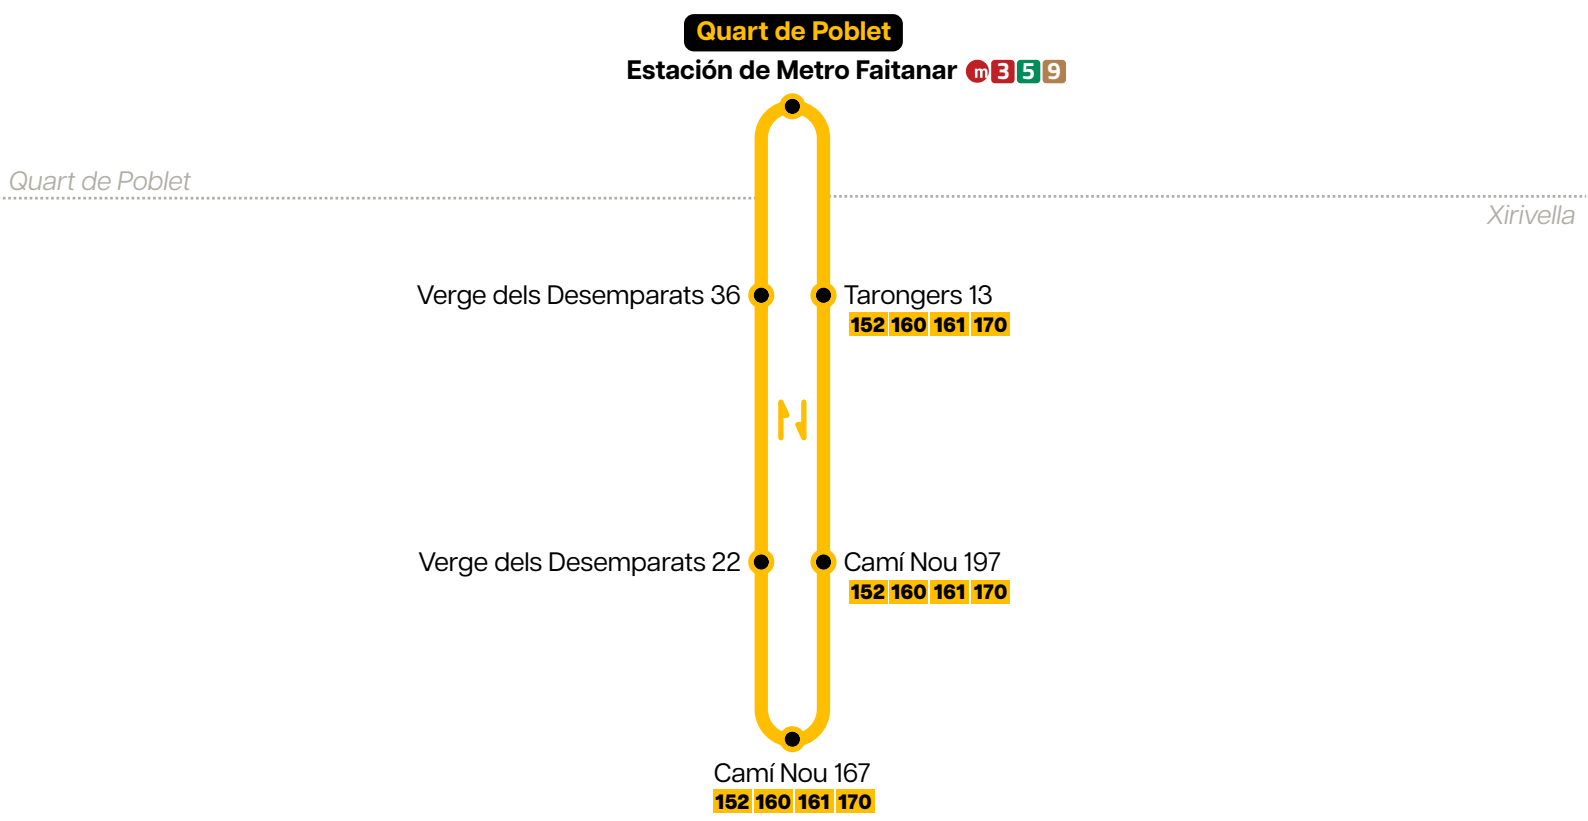 Quart de Poblet
Estación de Metro Faitanar m 3 5 9
Quart de Poblet
Xirivella
Verge dels Desemparats 36
Tarongers 13
152 160 161 170
Verge dels Desemparats 22
Camí Nou 197
152 160 161 170
Camí Nou 167
152 160 161 170